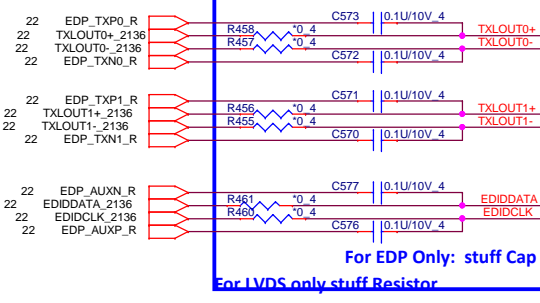 22 EDP_TXP0_R C573 0.1U/10V_4
22 TXLOUT0+_2136 R458 *0_4 TXLOUT0+
22 TXLOUT0-_2136 R457 *0_4 TXLOUT0-
22 EDP_TXN0_R C572 0.1U/10V_4
22 EDP_TXP1_R C571 0.1U/10V_4
22 TXLOUT1+_2136 R456 *0_4 TXLOUT1+
22 TXLOUT1-_2136 R455 *0_4 TXLOUT1-
22 EDP_TXN1_R C570 0.1U/10V_4
22 EDP_AUXN_R C577 0.1U/10V_4
22 EDIDDATA_2136 R461 *0_4 EDIDDATA
22 EDIDCLK_2136 R460 *0_4 EDIDCLK
22 EDP_AUXP_R C576 0.1U/10V_4
For EDP Only: stuff Cap
For LVDS only stuff Resistor